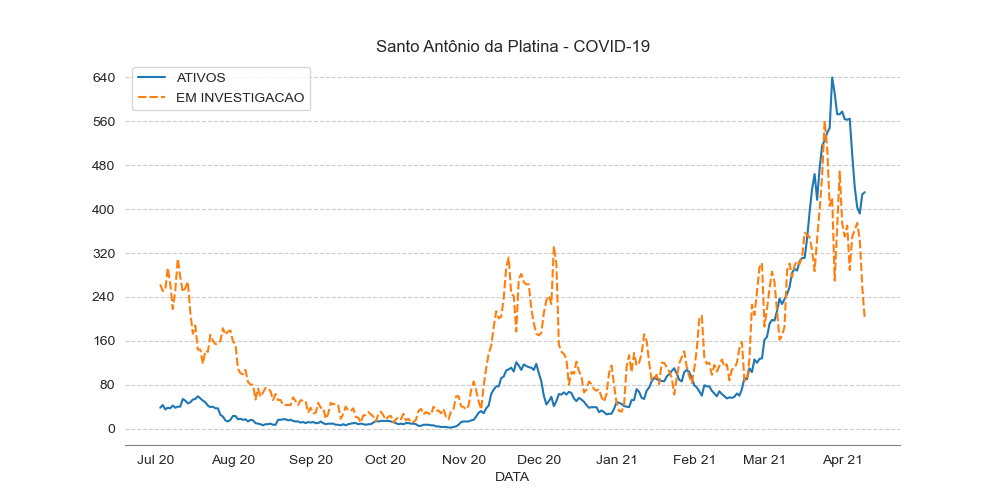 Santo Antônio da Platina - COVID-19
ATIVOS
EM INVESTIGACAO
640
560
480
400
320
240
160
80
0
Jul 20 Aug 20 Sep 20 Oct 20 Nov 20 Dec 20 Jan 21 Feb 21 Mar 21 Apr 21
DATA